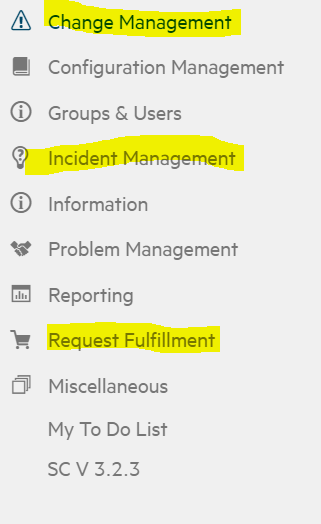 Change Management
Configuration Management
Groups & Users
Incident Management
Information
Problem Management
Reporting
Request Fulfillment
Miscellaneous
My To Do List
SC V 3.2.3